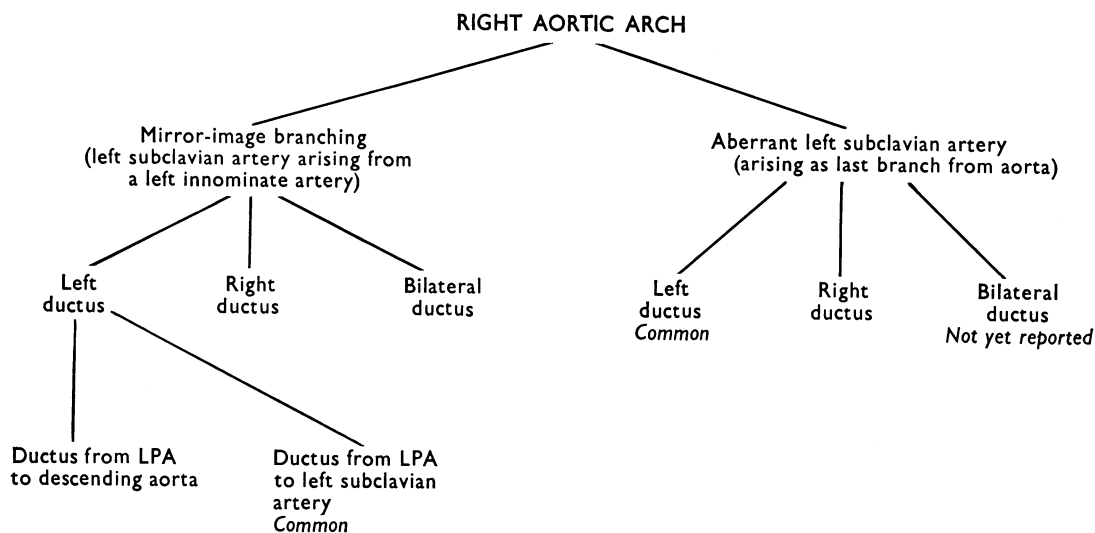 RIGHT AORTIC ARCH
Mirror-image branching
(left subclavian artery arising from
a left innominate artery)
Aberrant left subclavian artery
(arising as last branch from aorta)
Left
ductus
Right
ductus
Bilateral
ductus
Left
ductus
Common
Right
ductus
Bilateral
ductus
Not yet reported
Ductus from LPA
to descending aorta
Ductus from LPA
to left subclavian
artery
Common